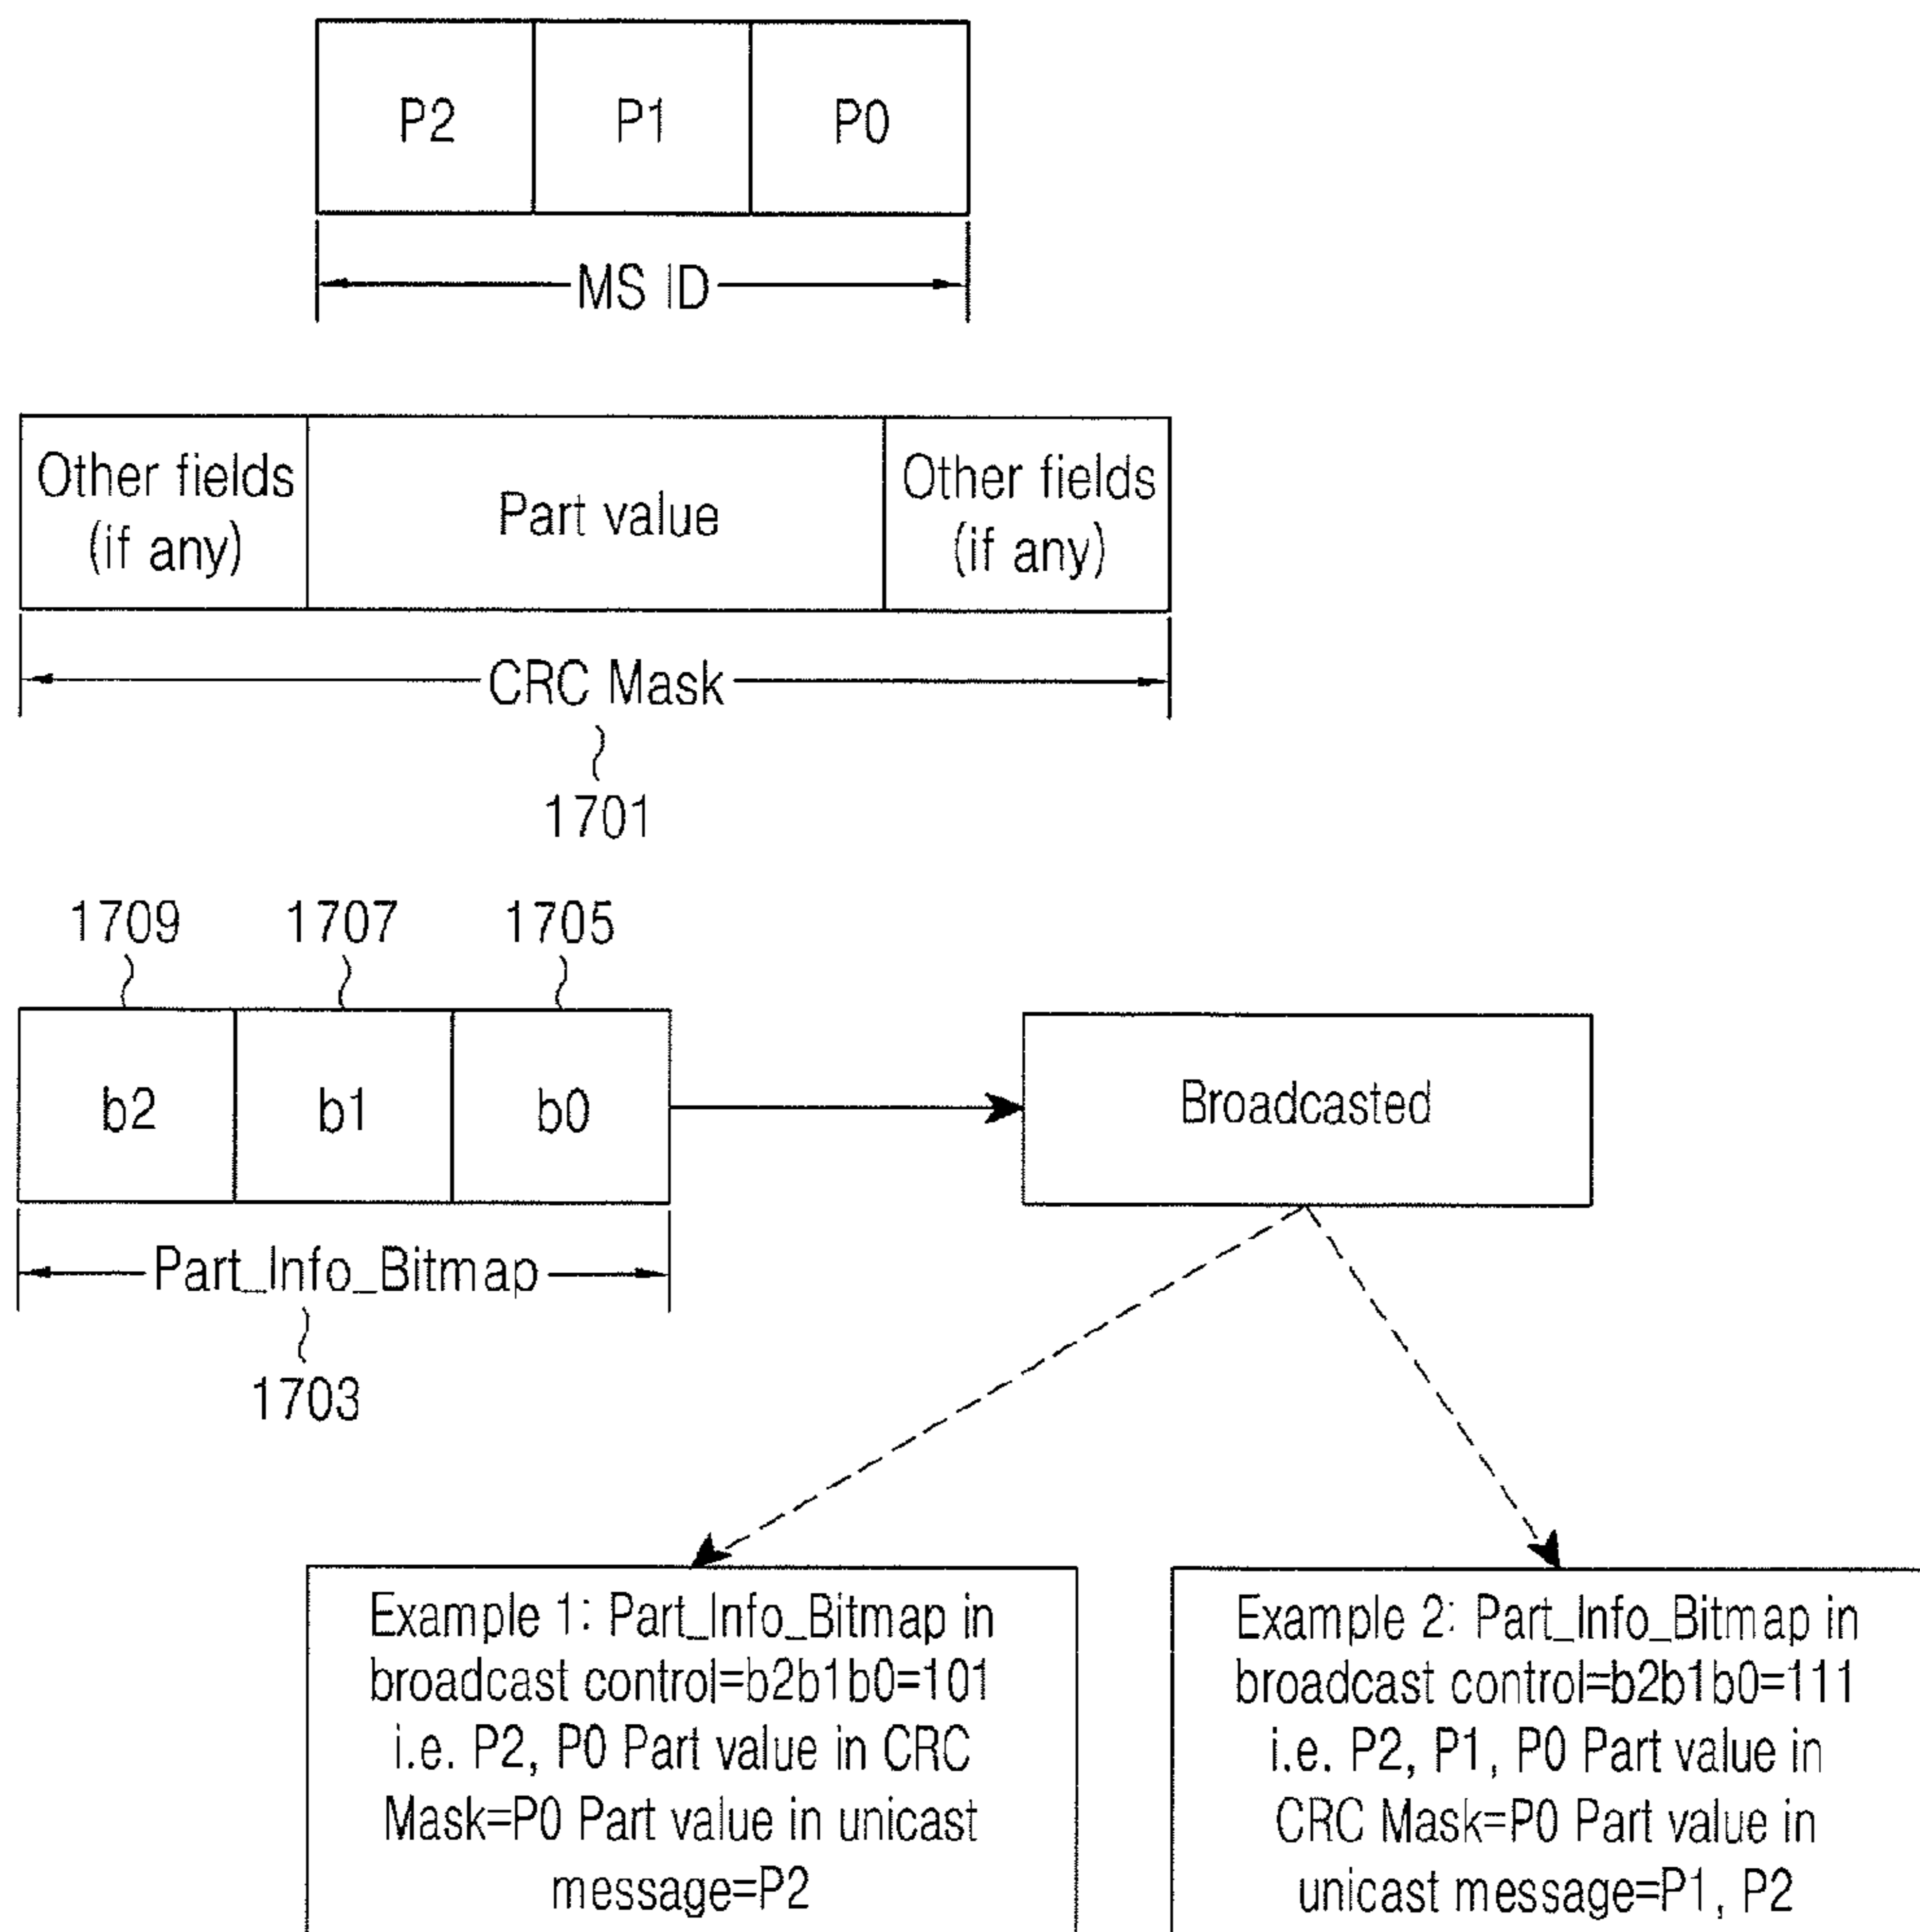 P2 P1 P0
MS ID
Other fields (if any) Part value Other fields (if any)
CRC Mask
1701
1709 1707 1705
b2 b1 b0 Broadcasted
Part_Info_Bitmap
1703
Example 1: Part_Info_Bitmap in
broadcast control=b2b1b0=101
i.e. P2, P0 Part value in CRC
Mask=P0 Part value in unicast
message=P2
Example 2: Part_Info_Bitmap in
broadcast control=b2b1b0=111
i.e. P2, P1, P0 Part value in
CRC Mask=P0 Part value in
unicast message=P1, P2